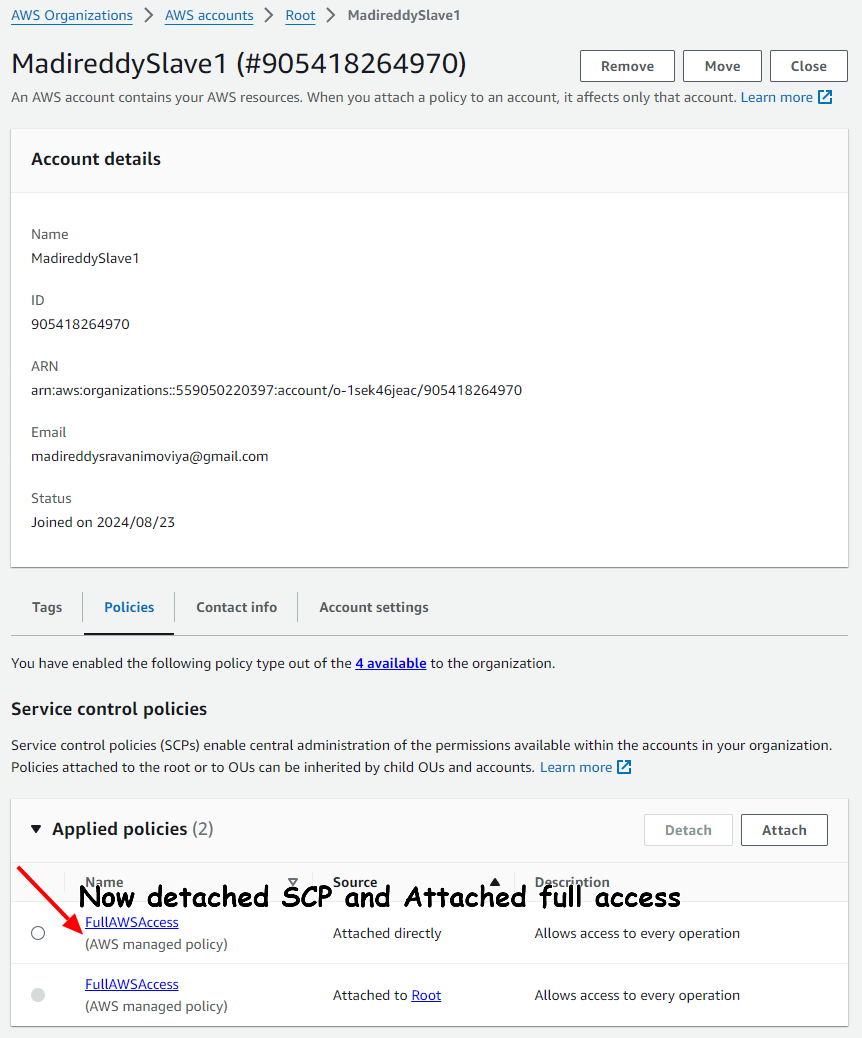 AWS Organizations > AWS accounts > Root > MadireddySlave1
MadireddySlave1 (#905418264970)
Remove Move Close
An AWS account contains your AWS resources. When you attach a policy to an account, it affects only that account. Learn more
Account details
Name
MadireddySlave1
ID
905418264970
ARN
arn:aws:organizations::559050220397:account/o-1sek46jeac/905418264970
Email
madireddysravanimoviya@gmail.com
Status
Joined on 2024/08/23
Tags Policies Contact info Account settings
You have enabled the following policy type out of the 4 available to the organization.
Service control policies
Service control policies (SCPs) enable central administration of the permissions available within the accounts in your organization.
Policies attached to the root or to OUs can be inherited by child OUs and accounts. Learn more
Applied policies (2)
Detach Attach
Name Source Description
Now detached SCP and Attached full access
FullAWSAccess
(AWS managed policy)
Attached directly
Allows access to every operation
FullAWSAccess
(AWS managed policy)
Attached to Root
Allows access to every operation